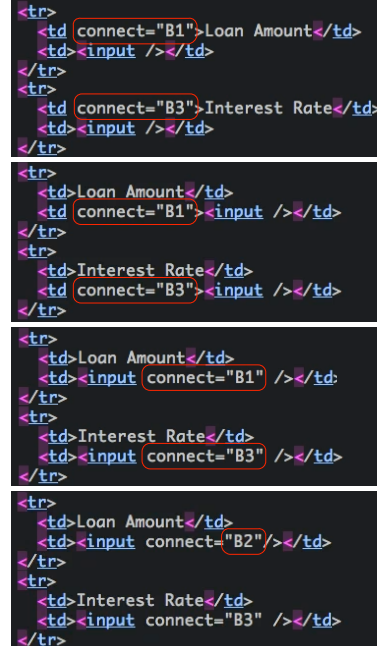 <tr>
<td connect="B1">Loan Amount</td>
<td><input /></td>
</tr>
<tr>
<td connect="B3">Interest Rate</td>
<td><input /></td>
</tr>
<tr>
<td>Loan Amount</td>
<td connect="B1"><input /></td>
</tr>
<tr>
<td>Interest Rate</td>
<td connect="B3"><input /></td>
</tr>
<tr>
<td>Loan Amount</td>
<td><input connect="B1" /></td>
</tr>
<tr>
<td>Interest Rate</td>
<td><input connect="B3" /></td>
</tr>
<tr>
<td>Loan Amount</td>
<td><input connect="B2"/></td>
</tr>
<tr>
<td>Interest Rate</td>
<td><input connect="B3" /></td>
</tr>